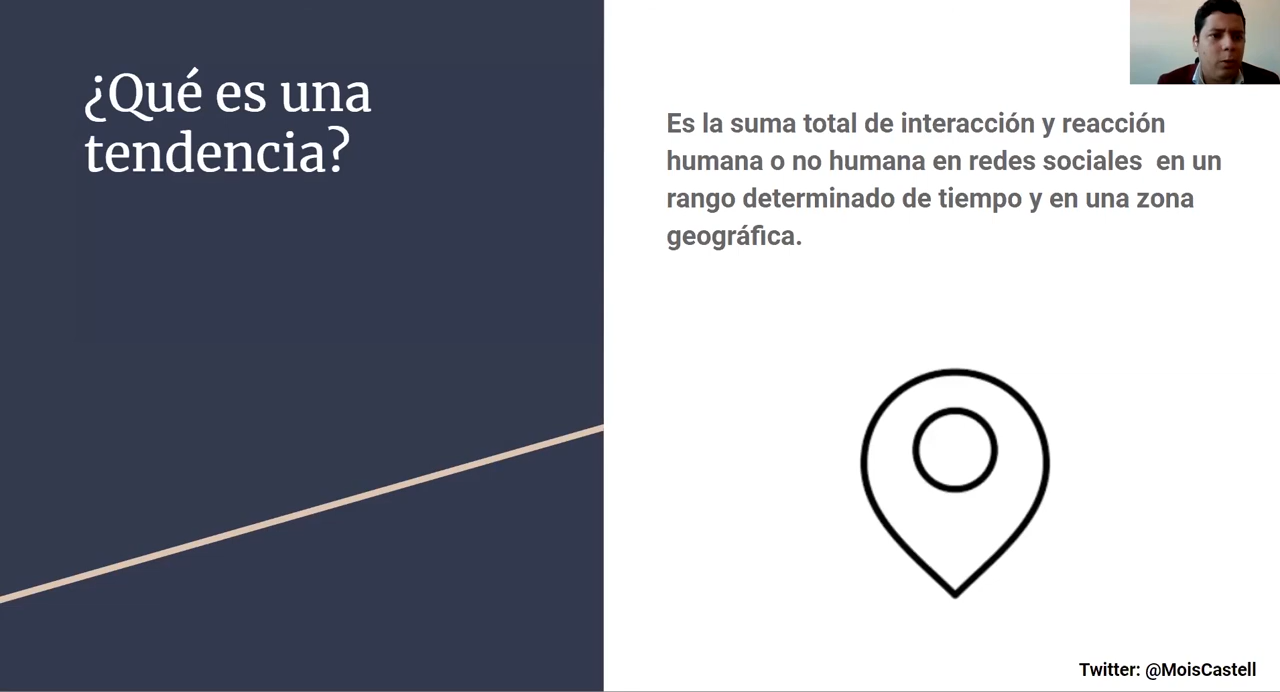 ¿Qué es una
tendencia?
Es la suma total de interacción y reacción
humana o no humana en redes sociales  en un
rango determinado de tiempo y en una zona
geográfica.
Twitter: @MoisCastell